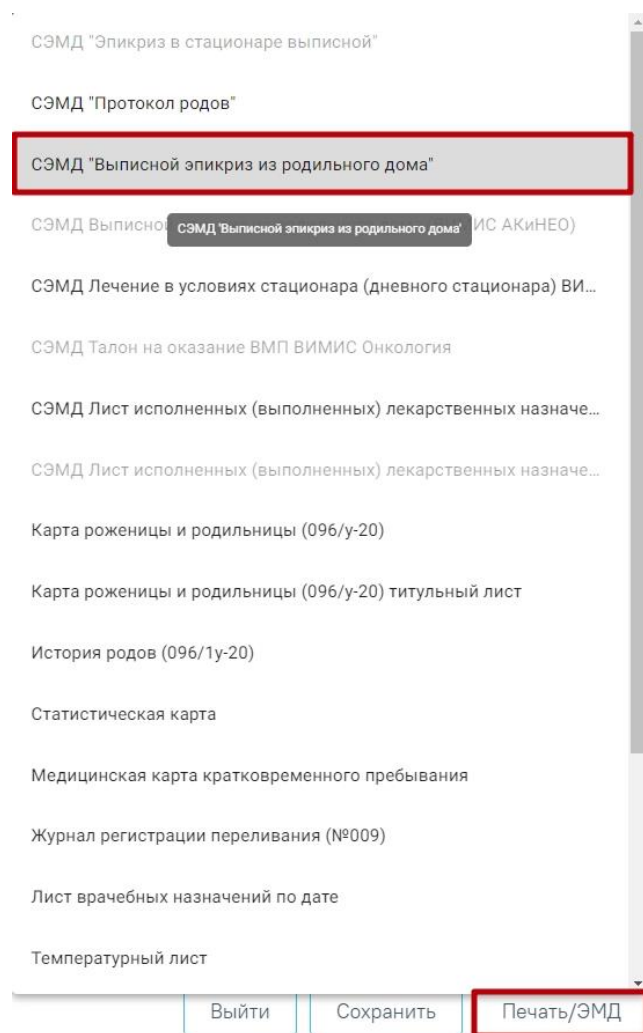 СЭМД "Эпикриз в стационаре выписной"
СЭМД "Протокол родов"
СЭМД "Выписной эпикриз из родильного дома"
СЭМД Выписно ИС АКиНЕО)
СЭМД "Выписной эпикриз из родильного дома"
СЭМД Лечение в условиях стационара (дневного стационара) ВИ...
СЭМД Талон на оказание ВМП ВИМИС Онкология
СЭМД Лист исполненных (выполненных) лекарственных назначе...
СЭМД Лист исполненных (выполненных) лекарственных назначе...
Карта роженицы и родильницы (096/у-20)
Карта роженицы и родильницы (096/у-20) титульный лист
История родов (096/1у-20)
Статистическая карта
Медицинская карта кратковременного пребывания
Журнал регистрации переливания (№009)
Лист врачебных назначений по дате
Температурный лист
Выйти Сохранить Печать/ЭМД